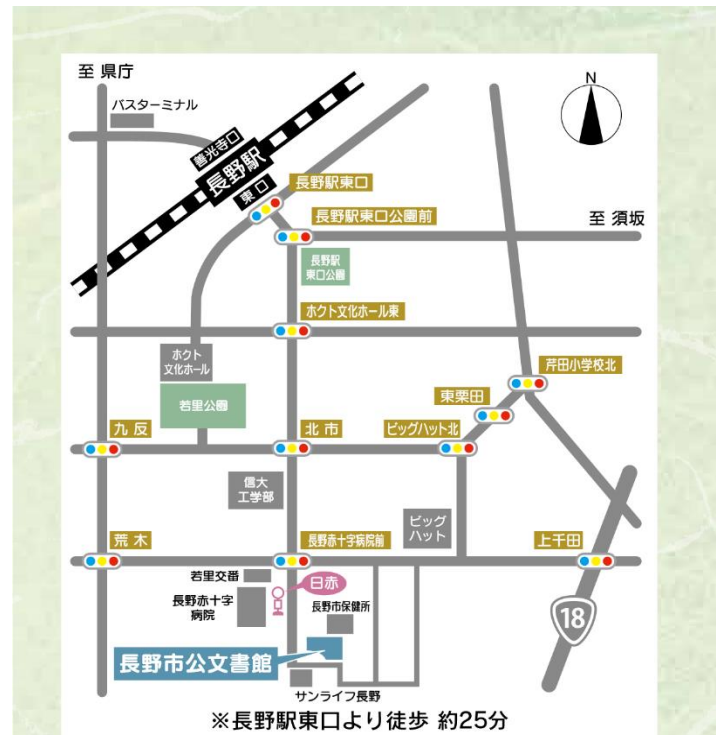 至 県庁
バスターミナル
N
善光寺口
長野駅
東口
長野駅東口
長野駅東口公園前
至 須坂
長野駅
東口公園
ホクト文化ホール東
ホクト
文化ホール
芹田小学校北
若里公園
東栗田
九反
北市
ビッグハット北
信大
工学部
ビッグ
ハット
荒木
長野赤十字病院前
上千田
若里交番
日赤
長野赤十字
病院
長野市保健所
18
長野市公文書館
サンライフ長野
※長野駅東口より徒歩 約25分